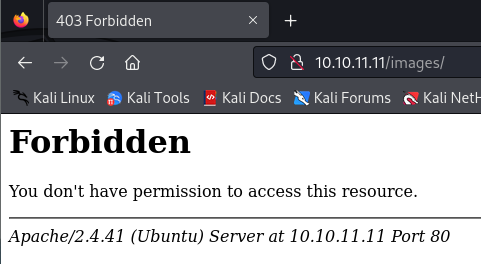 403 Forbidden
10.10.11.11/images/
Kali Linux Kali Tools Kali Docs Kali Forums Kali NetH
Forbidden
You don't have permission to access this resource.
Apache/2.4.41 (Ubuntu) Server at 10.10.11.11 Port 80